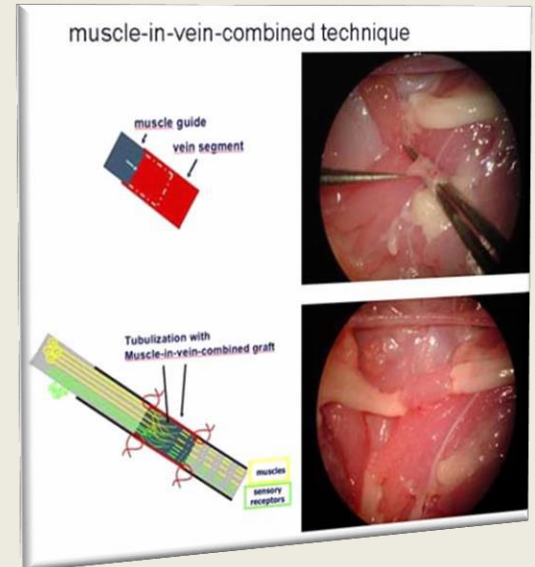 muscle-in-vein-combined technique
muscle guide
vein segment
Tubulization with
Muscle-in-vein-combined graft
muscles
sensory
receptors